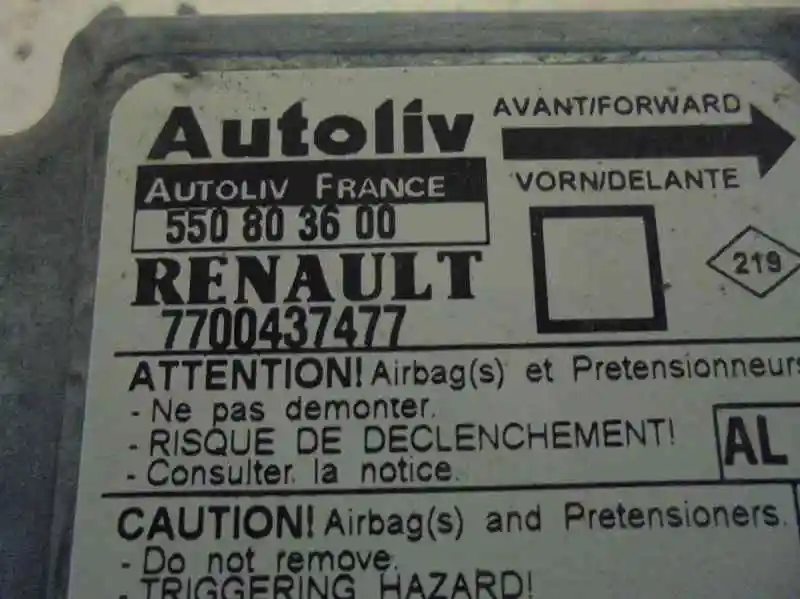 Autoliv
AVANT/FORWARD
AUTOLIV FRANCE
VORN/DELANTE
550 80 36 00
219
RENAULT
7700437477
ATTENTION! Airbag(s) et Pretensionneurs
- Ne pas demonter.
- RISQUE DE DECLENCHEMENT!
- Consulter. la notice.
AL
CAUTION! Airbag(s) and Pretensioners.
- Do not remove.
- TRIGGERING HAZARD!